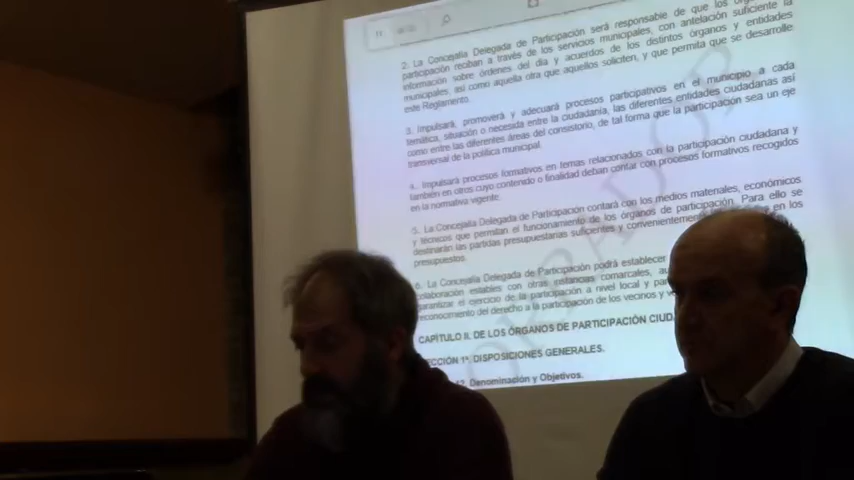 2. La Concejalía Delegada de Participación será responsable de que los
participación reciban a través de los servicios municipales, con antelación suficiente la
información sobre órdenes del día y acuerdos de los distintos órganos y entidades
municipales, así como aquella otra que aquellos soliciten, y que permita que se desarrolle
este Reglamento.
3. Impulsará, promoverá y adecuará procesos participativos en el municipio a cada
temática, situación o necesida entre la ciudadanía, las diferentes entidades ciudadanas así
como entre las diferentes áreas del consistorio, de tal forma que la participación sea un eje
transversal de la política municipal.
4. Impulsará procesos formativos en temas relacionados con la participación ciudadana y
también en otros cuyo contenido o finalidad deban contar con procesos formativos recogidos
en la normativa vigente.
5. La Concejalía Delegada de Participación contará con los medios materiales, económicos
y técnicos que permitan el funcionamiento de los órganos de participación. Para ello se
destinarán las partidas presupuestarias suficientes y convenientemente en los
presupuestos.
6. La Concejalía Delegada de Participación podrá establecer
colaboración estables con otras instancias comarcales,
garantizar el ejercicio de la participación a nivel local y
reconocimiento del derecho a la participación de los vecinos y
CAPÍTULO II. DE LOS ÓRGANOS DE PARTICIPACIÓN
SECCIÓN 1ª. DISPOSICIONES GENERALES.
Denominación y Objetivos.
BORRADOR